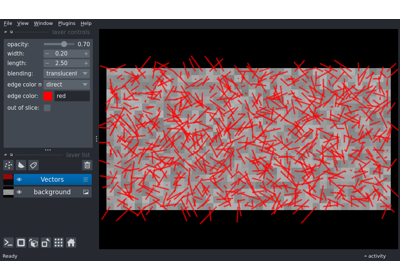 File View Window Plugins Help
layer controls
opacity: 0.70
width: - 0.20 +
length: - 2.50 +
blending: translucent
edge color m direct
edge color: red
out of slice:
layer list
Vectors
background
Ready
activity